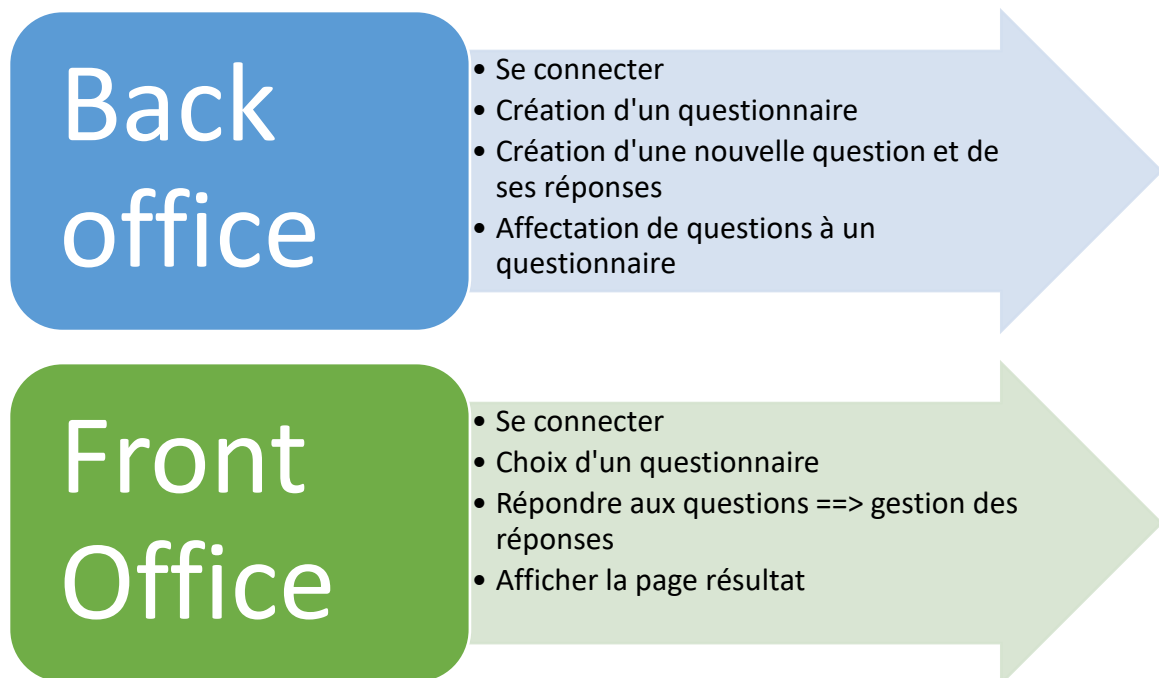 Back
office
• Se connecter
• Création d'un questionnaire
• Création d'une nouvelle question et de
ses réponses
• Affectation de questions à un
questionnaire
Front
Office
• Se connecter
• Choix d'un questionnaire
• Répondre aux questions ==> gestion des
réponses
• Afficher la page résultat